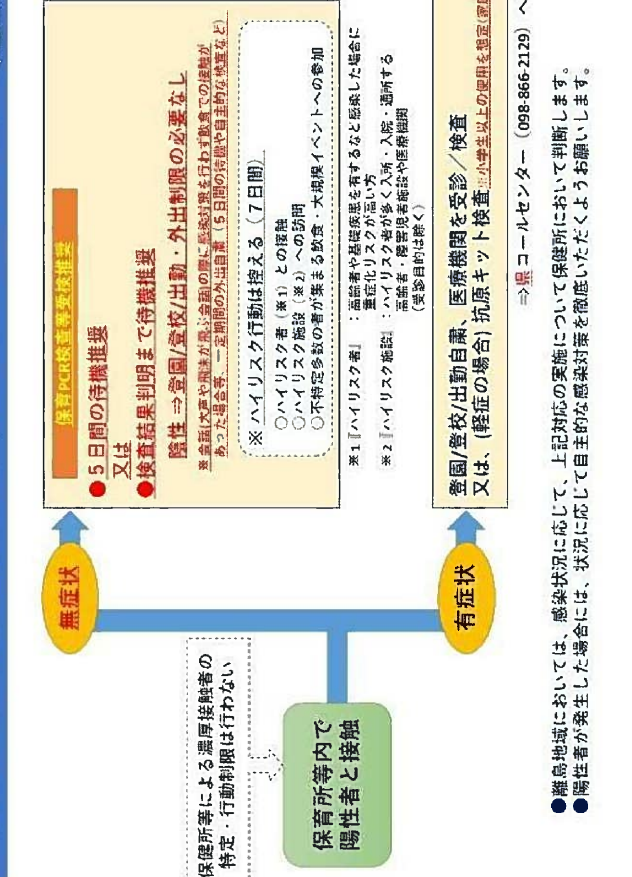 保健所等による濃厚接触者の
特定・行動制限は行わない
保育所等内で
陽性者と接触
無症状
保育PCR検査等受検推奨
●5日間の待機推奨
又は
●検査結果判明まで待機推奨
陰性⇒登園/登校/出勤・外出制限の必要なし
※会話(大声や飛沫が飛ぶ会話)の際に感染対策を行わず飲食での接触が
あった場合等、一定期間の外出自粛(5日間の待機や自主的な検査など)
※ハイリスク行動は控える(7日間)
○ハイリスク者(※1)との接触
○ハイリスク施設(※2)への訪問
○不特定多数の者が集まる飲食・大規模イベントへの参加
※1『ハイリスク者』:高齢者や基礎疾患を有するなど感染した場合に
重症化リスクが高い方
※2『ハイリスク施設』:ハイリスク者が多く入所・入院・通所する
高齢者・障害児者施設や医療機関
(受診目的は除く)
有症状
登園/登校/出勤自粛、医療機関を受診/検査
又は、(軽症の場合)抗原キット検査 ※小学生以上の使用を想定(家庭
⇒県コールセンター(098-866-2129)へ
●離島地域においては、感染状況に応じて、上記対応の実施について保健所において判断します。
●陽性者が発生した場合には、状況に応じて自主的な感染対策を徹底いただくようお願いします。